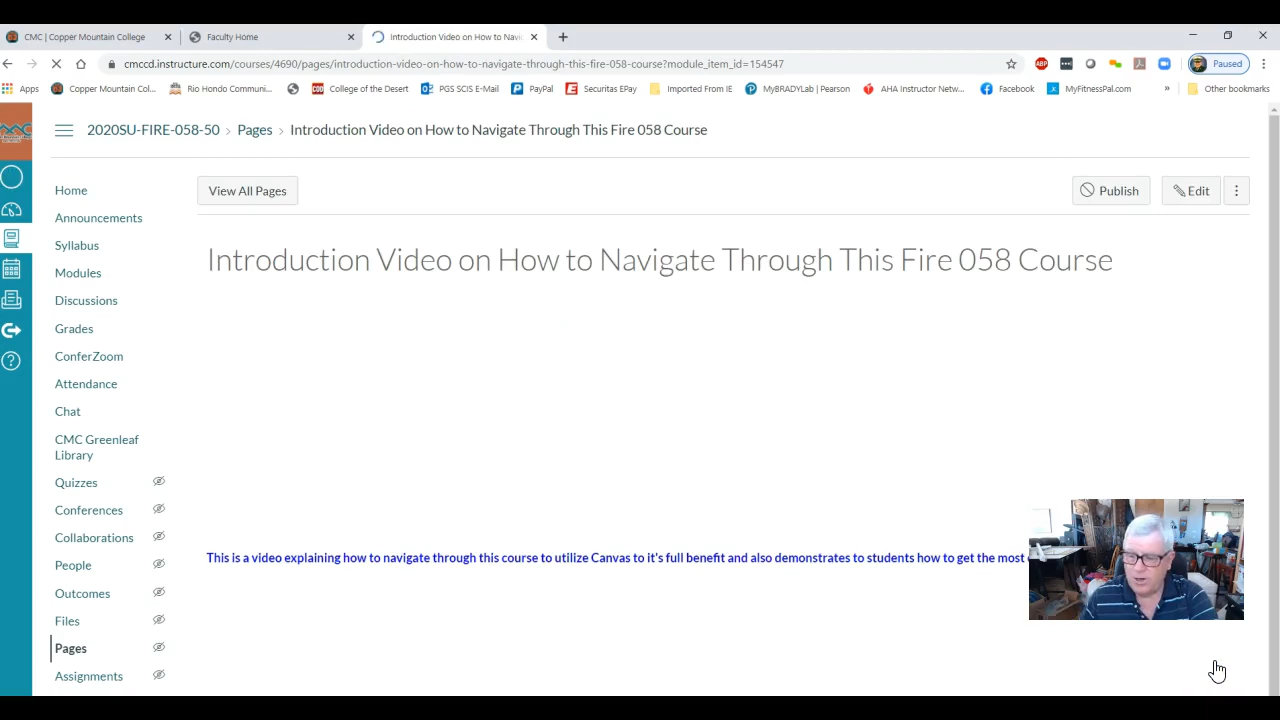 CMC | Copper Mountain College
Faculty Home
Introduction Video on How to Navi
cmccd.instructure.com/courses/4690/pages/introduction-video-on-how-to-navigate-through-this-fire-058-course?module_item_id=154547
ABP
Paused
Apps
Copper Mountain Col...
Rio Hondo Communi...
College of the Desert
PGS SCIS E-Mail
PayPal
Securitas EPay
Imported From IE
MyBRADYLab | Pearson
AHA Instructor Netw...
Facebook
MyFitnessPal.com
»
Other bookmarks
2020SU-FIRE-058-50 › Pages › Introduction Video on How to Navigate Through This Fire 058 Course
View All Pages
Publish
Edit
Home
Announcements
Syllabus
Modules
Discussions
Grades
ConferZoom
Attendance
Chat
CMC Greenleaf
Library
Quizzes
Conferences
Collaborations
People
Outcomes
Files
Pages
Assignments
Introduction Video on How to Navigate Through This Fire 058 Course
This is a video explaining how to navigate through this course to utilize Canvas to it's full benefit and also demonstrates to students how to get the most